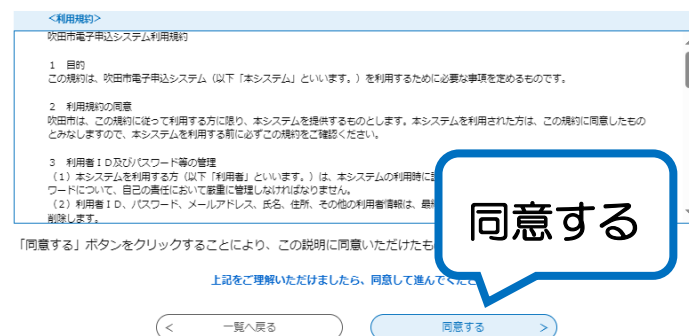 <利用規約>
吹田市電子申込システム利用規約
1 目的
この規約は、吹田市電子申込システム（以下「本システム」といいます。）を利用するために必要な事項を定めるものです。
2 利用規約の同意
吹田市は、この規約に従って利用する方に限り、本システムを提供するものとします。本システムを利用された方は、この規約に同意したもの
とみなしますので、本システムを利用する前に必ずこの規約をご確認ください。
3 利用者ＩＤ及びパスワード等の管理
（1）本システムを利用する方（以下「利用者」といいます。）は、本システムの利用時に
ワードについて、自己の責任において厳重に管理しなければなりません。
（2）利用者ＩＤ、パスワード、メールアドレス、氏名、住所、その他の利用者情報は、最
削除します。
同意する
「同意する」ボタンをクリックすることにより、この説明に同意いただけたも
上記をご理解いただけましたら、同意して進んでくだ
< 一覧へ戻る
同意する >